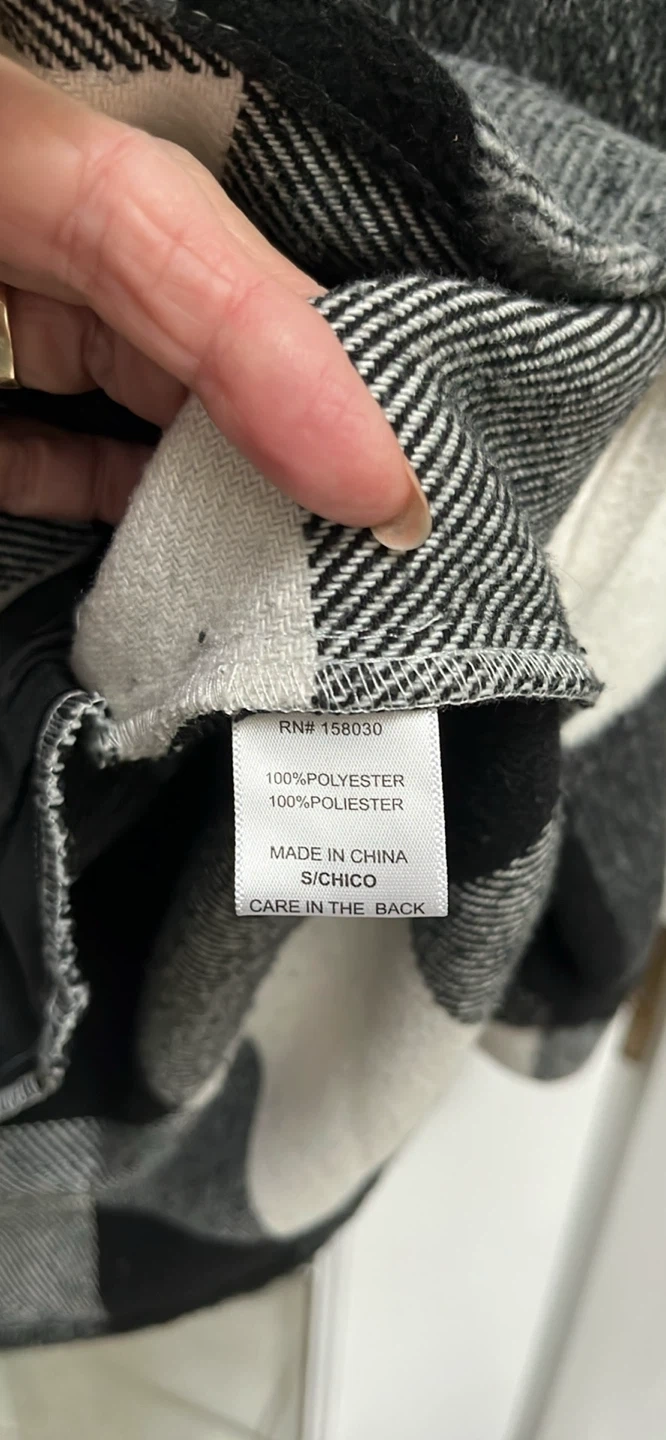 RN# 158030
100%POLYESTER
100%POLIESTER
MADE IN CHINA
S/CHICO
CARE IN THE BACK